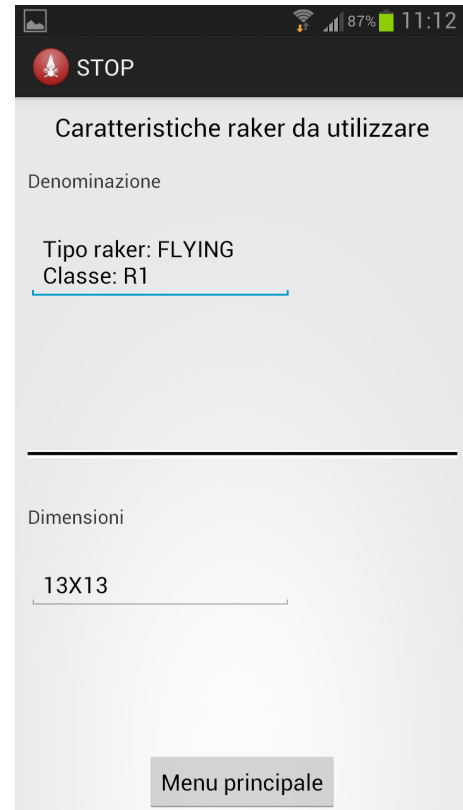 87% 11:12
STOP
Caratteristiche raker da utilizzare
Denominazione
Tipo raker: FLYING
Classe: R1
Dimensioni
13X13
Menu principale